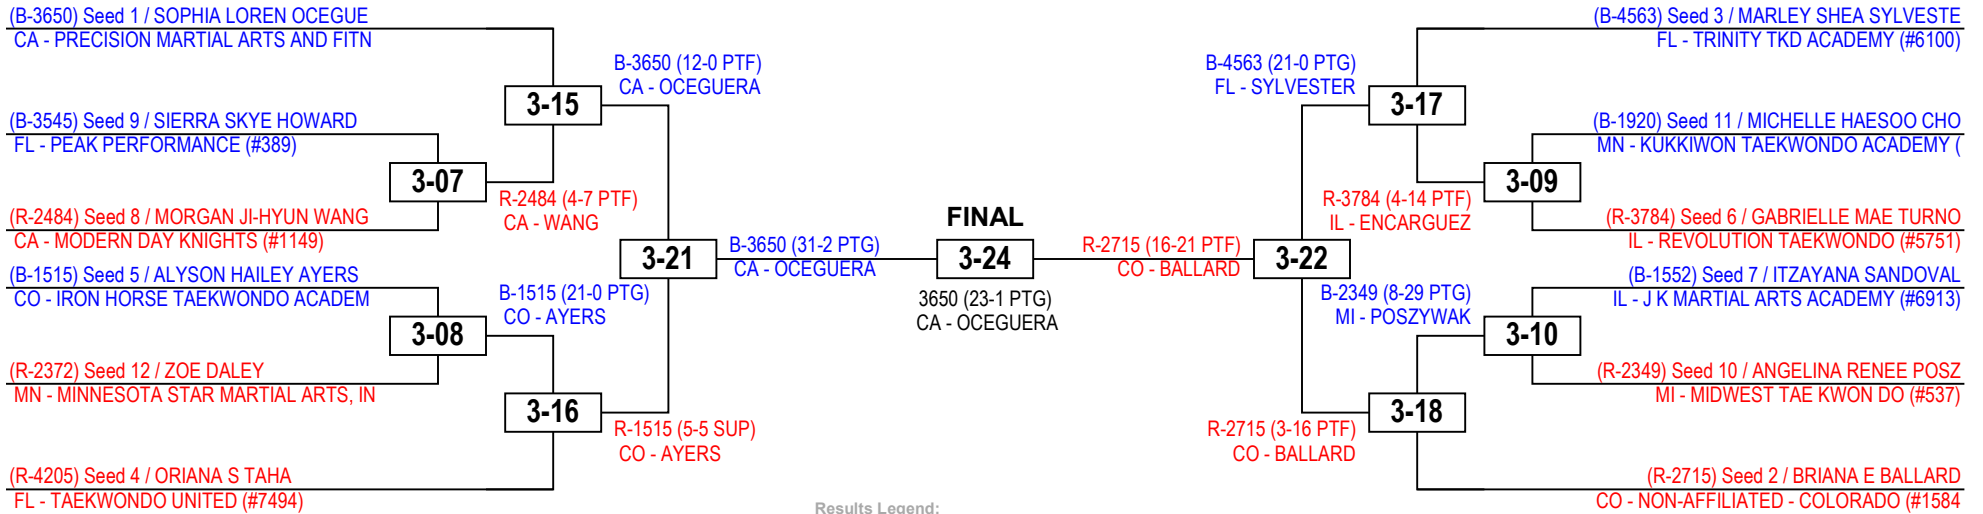 (B-3650) Seed 1 / SOPHIA LOREN OCEGUE
CA - PRECISION MARTIAL ARTS AND FITN
(B-3545) Seed 9 / SIERRA SKYE HOWARD
FL - PEAK PERFORMANCE (#389)
(R-2484) Seed 8 / MORGAN JI-HYUN WANG
CA - MODERN DAY KNIGHTS (#1149)
(B-1515) Seed 5 / ALYSON HAILEY AYERS
CO - IRON HORSE TAEKWONDO ACADEM
(R-2372) Seed 12 / ZOE DALEY
MN - MINNESOTA STAR MARTIAL ARTS, IN
(R-4205) Seed 4 / ORIANA S TAHA
FL - TAEKWONDO UNITED (#7494)
3-07
3-08
R-2484 (4-7 PTF)
CA - WANG
B-1515 (21-0 PTG)
CO - AYERS
3-15
3-16
B-3650 (12-0 PTF)
CA - OCEGUERA
R-1515 (5-5 SUP)
CO - AYERS
3-21
B-3650 (31-2 PTG)
CA - OCEGUERA
FINAL
3-24
3650 (23-1 PTG)
CA - OCEGUERA
R-2715 (16-21 PTF)
CO - BALLARD
3-22
B-4563 (21-0 PTG)
FL - SYLVESTER
R-2715 (3-16 PTF)
CO - BALLARD
3-17
3-18
R-3784 (4-14 PTF)
IL - ENCARGUEZ
B-2349 (8-29 PTG)
MI - POSZYWAK
3-09
3-10
(B-4563) Seed 3 / MARLEY SHEA SYLVESTE
FL - TRINITY TKD ACADEMY (#6100)
(B-1920) Seed 11 / MICHELLE HAESOO CHO
MN - KUKKIWON TAEKWONDO ACADEMY (
(R-3784) Seed 6 / GABRIELLE MAE TURNO
IL - REVOLUTION TAEKWONDO (#5751)
(B-1552) Seed 7 / ITZAYANA SANDOVAL
IL - J K MARTIAL ARTS ACADEMY (#6913)
(R-2349) Seed 10 / ANGELINA RENEE POSZ
MI - MIDWEST TAE KWON DO (#537)
(R-2715) Seed 2 / BRIANA E BALLARD
CO - NON-AFFILIATED - COLORADO (#1584
Results Legend: